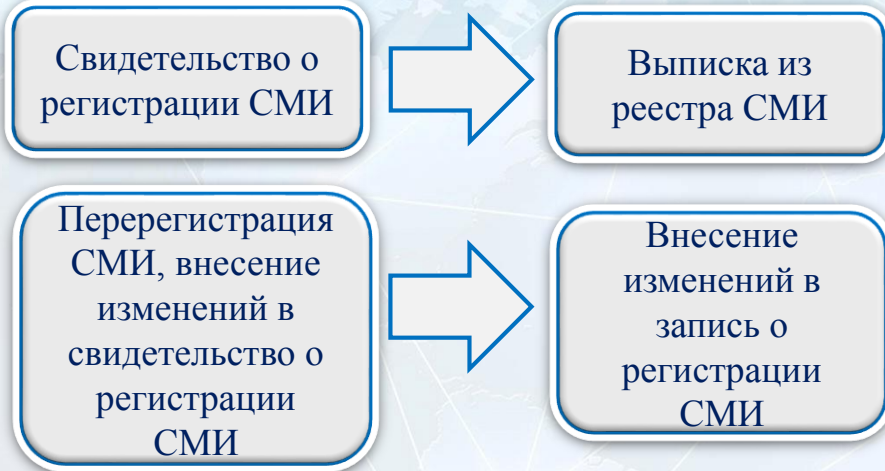 Свидетельство о
регистрации СМИ
Выписка из
реестра СМИ
Перерегистрация
СМИ, внесение
изменений в
свидетельство о
регистрации
СМИ
Внесение
изменений в
запись о
регистрации
СМИ